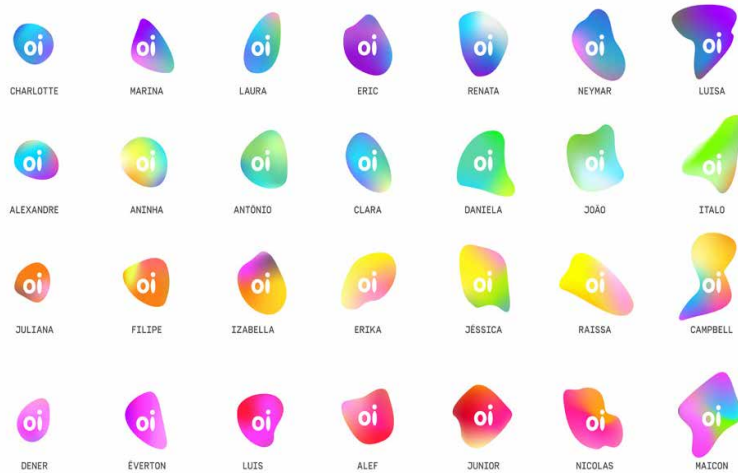 oi oi oi oi oi oi oi
CHARLOTTE MARINA LAURA ERIC RENATA NEYMAR LUISA
oi oi oi oi oi oi oi
ALEXANDRE ANINHA ANTÔNIO CLARA DANIELA JOÃO ITALO
oi oi oi oi oi oi oi
JULIANA FILIPE IZABELLA ERIKA JÉSSICA RAISSA CAMPBELL
oi oi oi oi oi oi oi
DENER ÉVERTON LUIS ALEF JUNIOR NICOLAS MAICON